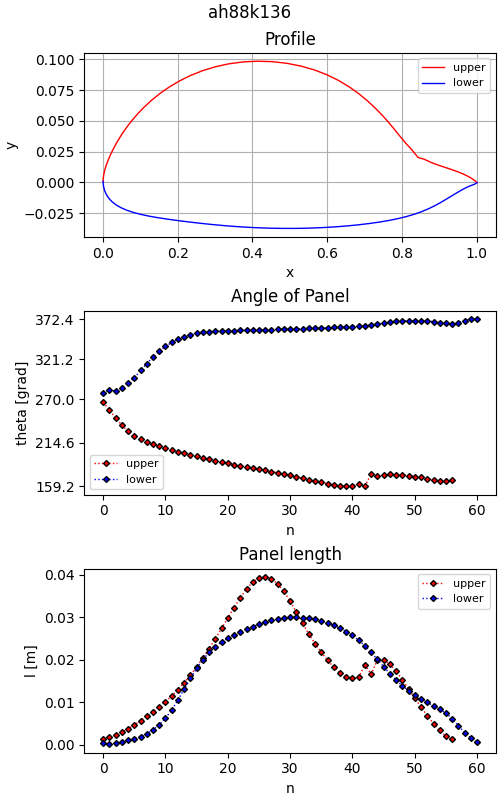 ah88k136
Profile
0.100
0.075
0.050
0.025
0.000
−0.025
y
upper
lower
0.0 0.2 0.4 0.6 0.8 1.0
x
Angle of Panel
372.4
321.2
270.0
214.6
159.2
theta [grad]
upper
lower
0 10 20 30 40 50 60
n
Panel length
0.04
0.03
0.02
0.01
0.00
l [m]
upper
lower
0 10 20 30 40 50 60
n